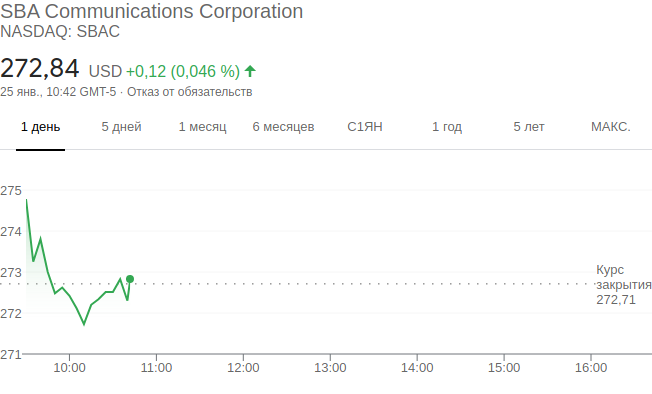 SBA Communications Corporation
NASDAQ: SBAC
272,84 USD +0,12 (0,046 %)
25 янв., 10:42 GMT-5 · Отказ от обязательств
1 день 5 дней 1 месяц 6 месяцев С1ЯН 1 год 5 лет МАКС.
275
274
273
272
271
Курс
закрытия
272,71
10:00 11:00 12:00 13:00 14:00 15:00 16:00